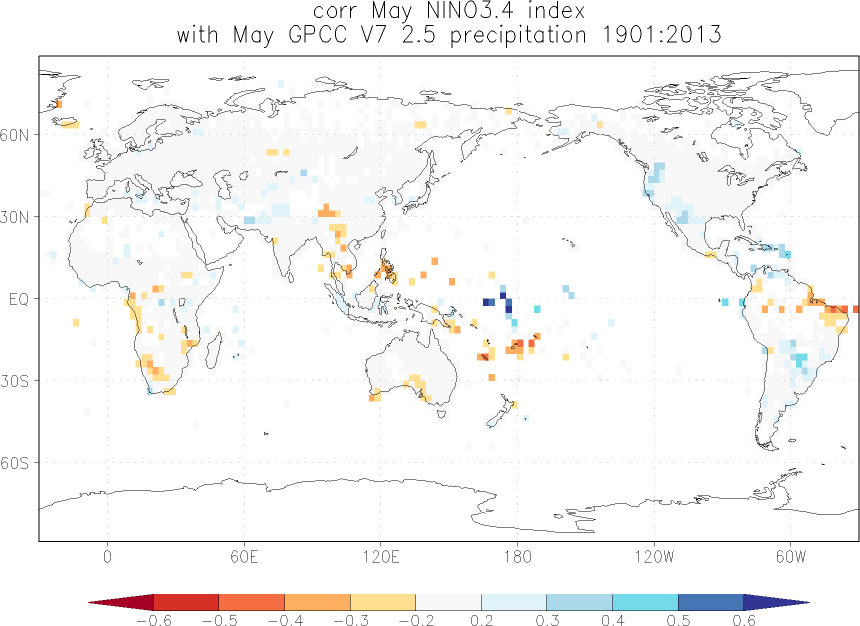 corr May NINO3.4 index
with May GPCC V7 2.5 precipitation 1901:2013
60N
30N
EQ
30S
60S
0 60E 120E 180 120W 60W
−0.6 −0.5 −0.4 −0.3 −0.2 0.2 0.3 0.4 0.5 0.6